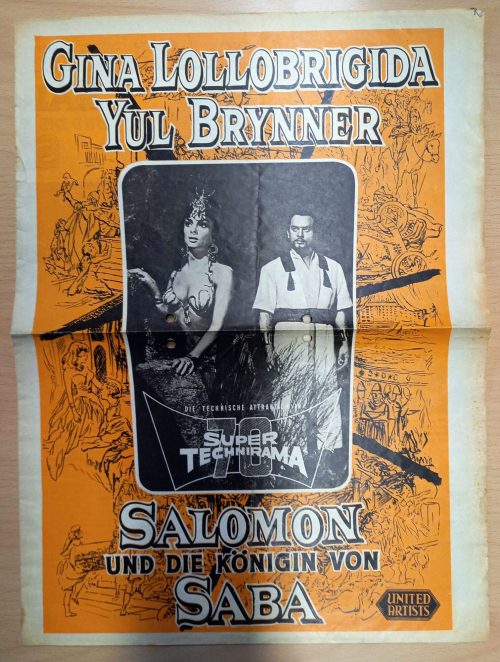 GINA LOLLOBRIGIDA
YUL BRYNNER
DIE TECHNISCHE ATTRAKTION
SUPER
70
TECHNIRAMA
SALOMON
UND DIE KÖNIGIN VON
SABA
UNITED
ARTISTS